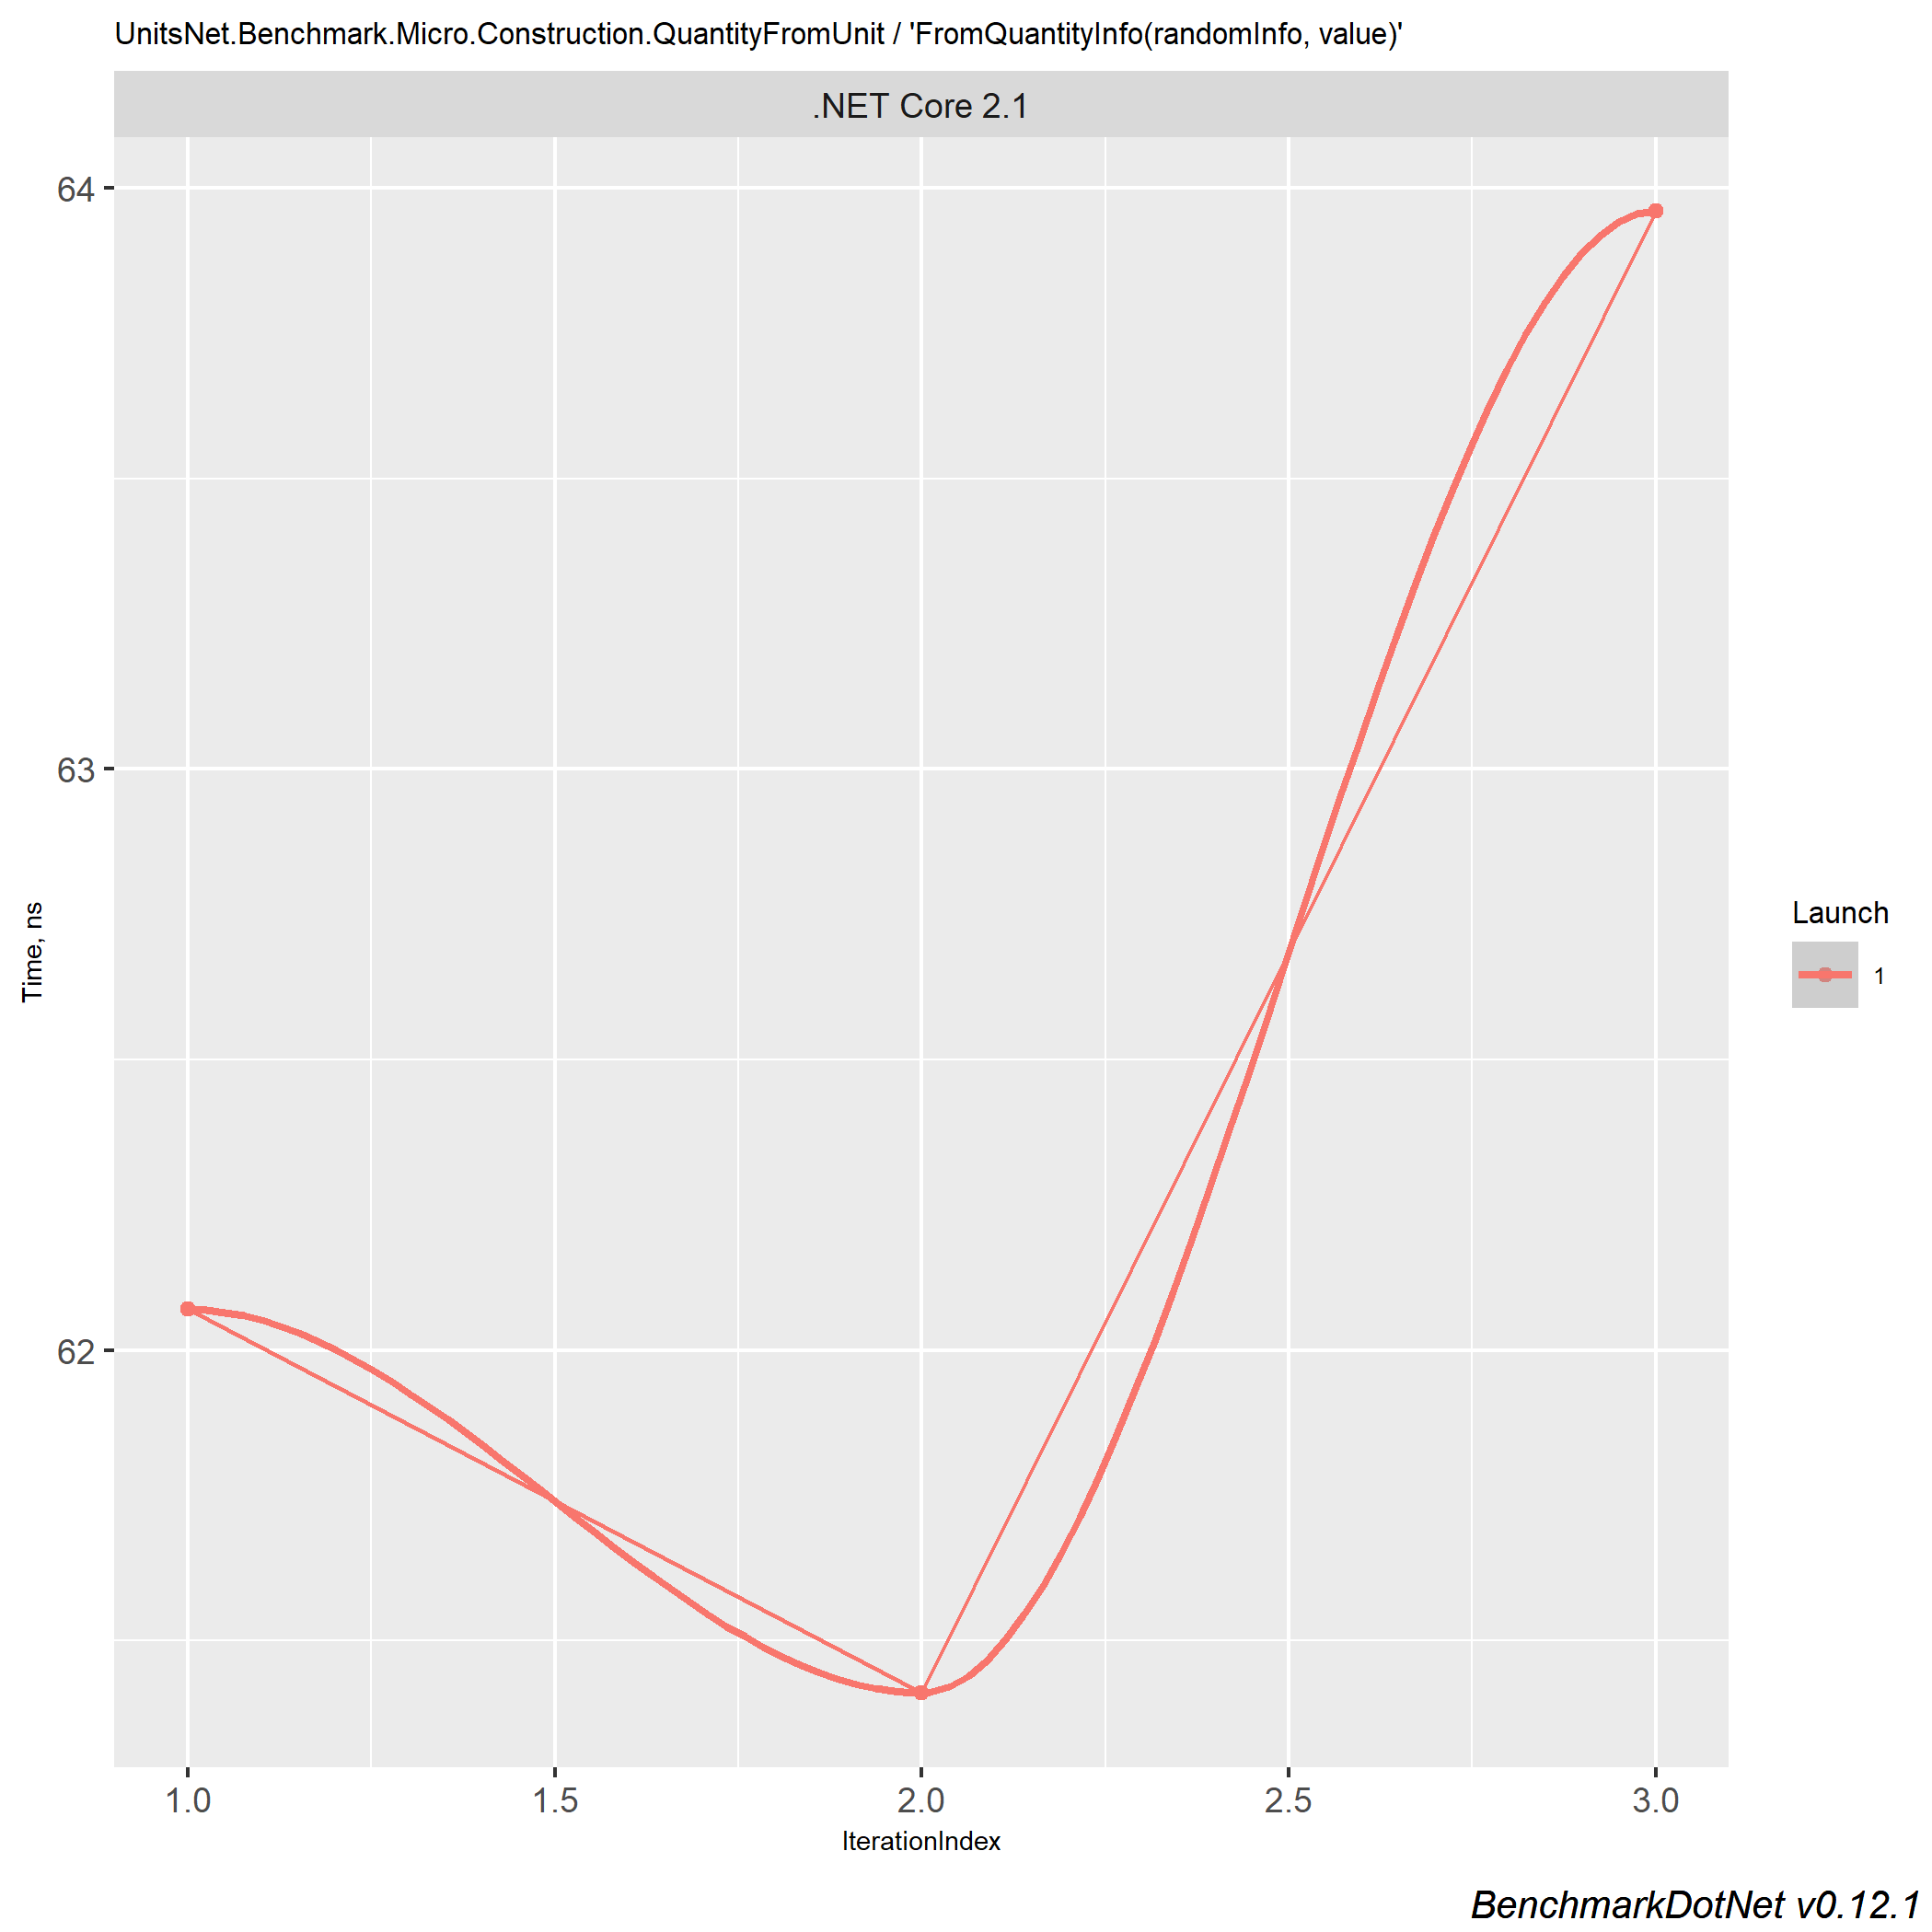 UnitsNet.Benchmark.Micro.Construction.QuantityFromUnit / 'FromQuantityInfo(randomInfo, value)'
.NET Core 2.1
64
63
62
Time, ns
1.0 1.5 2.0 2.5 3.0
IterationIndex
Launch
1
BenchmarkDotNet v0.12.1